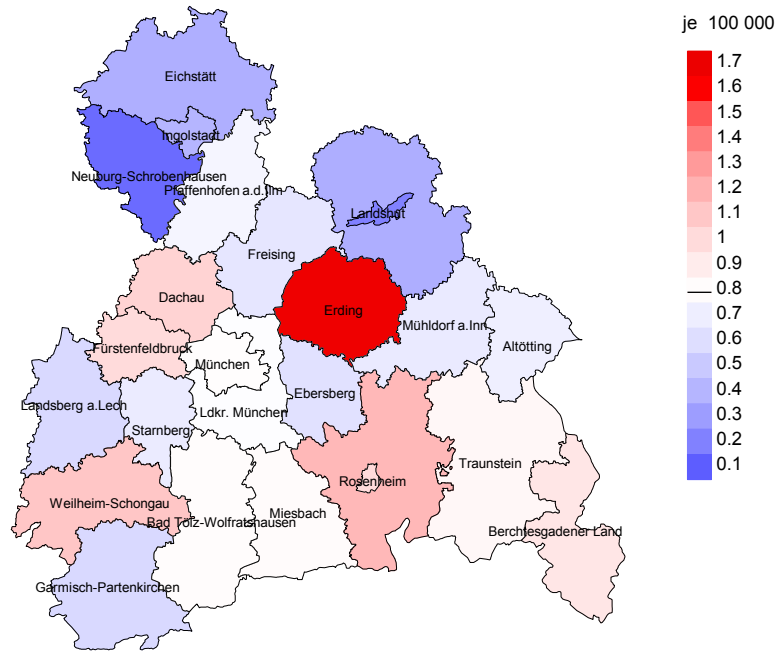 je 100 000
1.7
1.6
1.5
1.4
1.3
1.2
1.1
1
0.9
0.8
0.7
0.6
0.5
0.4
0.3
0.2
0.1
Eichstätt
Ingolstadt
Neuburg-Schrobenhausen
Pfaffenhofen a.d.Ilm
Landshut
Freising
Dachau
Erding
Mühldorf a.Inn
Altötting
Fürstenfeldbruck
München
Ebersberg
Landsberg a.Lech
Ldkr. München
Starnberg
Traunstein
Rosenheim
Weilheim-Schongau
Bad Tölz-Wolfratshausen
Miesbach
Berchtesgadener Land
Garmisch-Partenkirchen